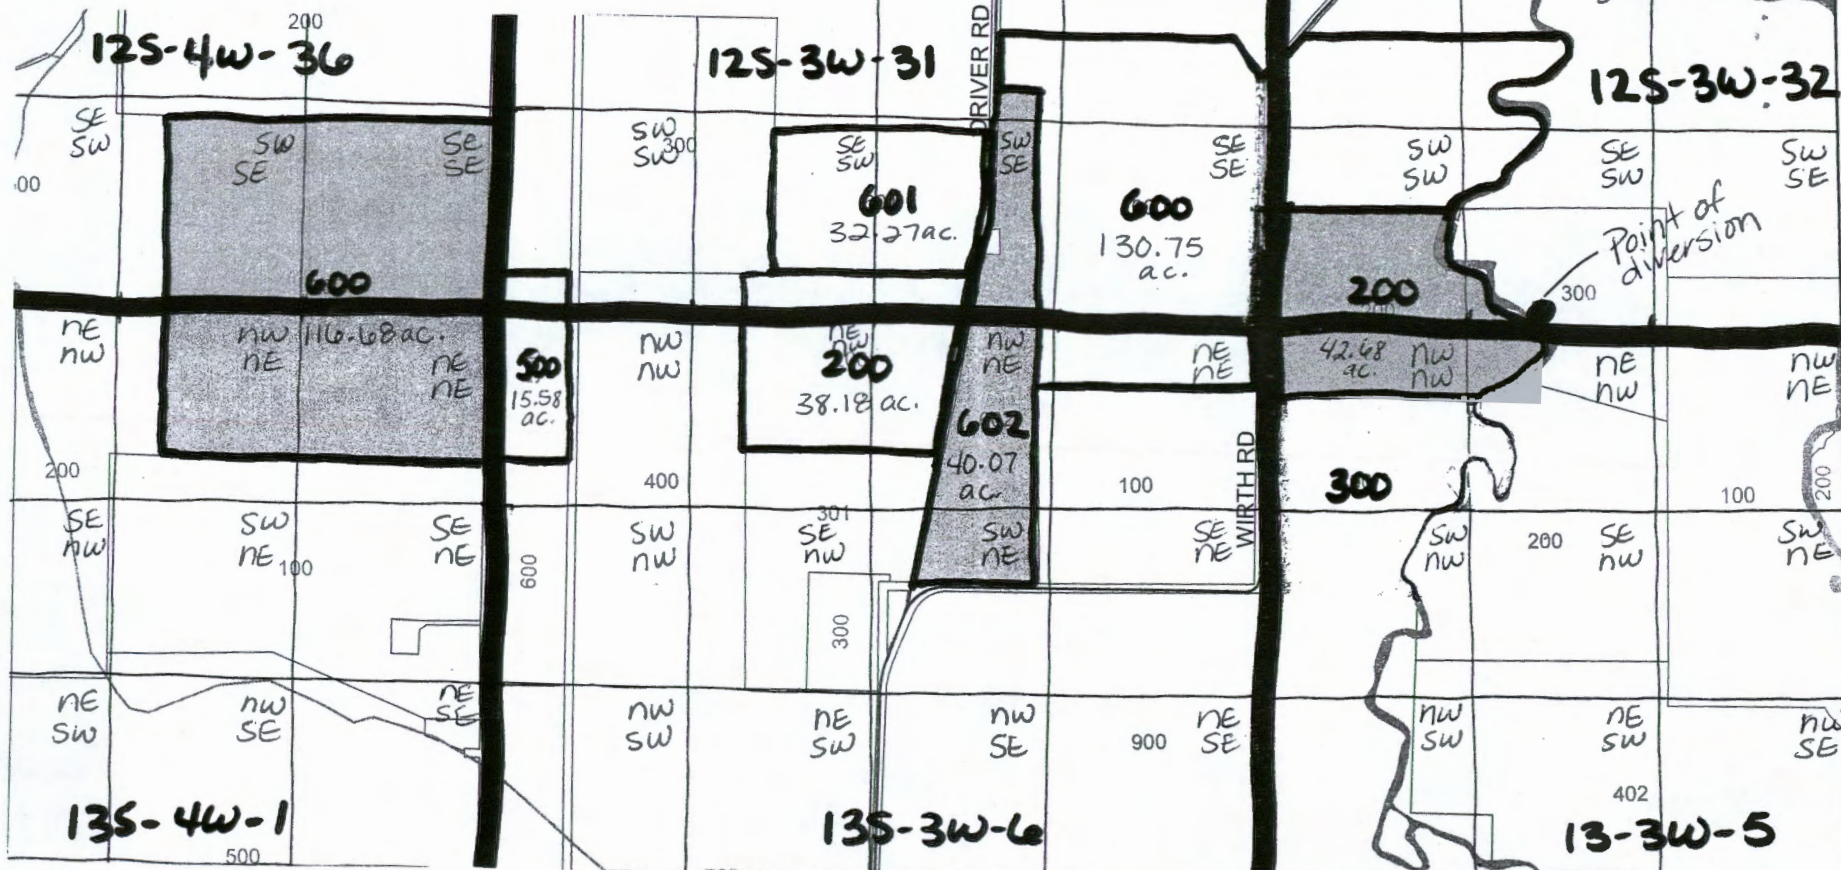 200
12S-4W-36
12S-3W-31
DRIVER RD
12S-3W-32
SE
SW
SW
SE
SE
SE
SW
SW
300
SE
SW
SW
SE
SE
SE
SW
SW
SE
SW
SW
SE
00
601
32.27ac.
600
130.75
ac.
Point of
diversion
600
200
200
300
NE
NW
NW
NE
116.68ac.
NE
NE
500
15.58
ac.
NW
NW
NE
NW
200
38.18 ac.
NW
NE
NE
NE
42.68
ac.
NW
NW
NE
NW
NW
NE
602
40.07
ac.
WIRTH RD
200
400
100
300
100
200
SE
NW
SW
NE
SE
NE
SW
NW
301
SE
NW
SW
NE
SE
NE
SW
NW
200
SE
NW
SW
NE
100
600
300
NE
SW
NW
SE
NE
SE
NW
SW
NE
SW
NW
SE
900
NE
SE
NW
SW
NE
SW
NW
SE
402
13S-4W-1
13S-3W-6
13-3W-5
500